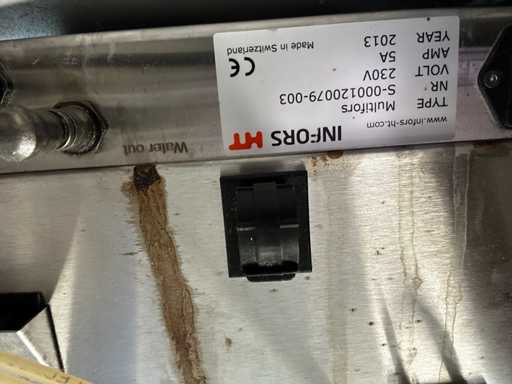 INFORS HT
www.infors-ht.com
TYPE Multifors
NR. S-000120079-003
VOLT 230V
AMP 5A
YEAR 2013
Made in Switzerland
CE
Water out